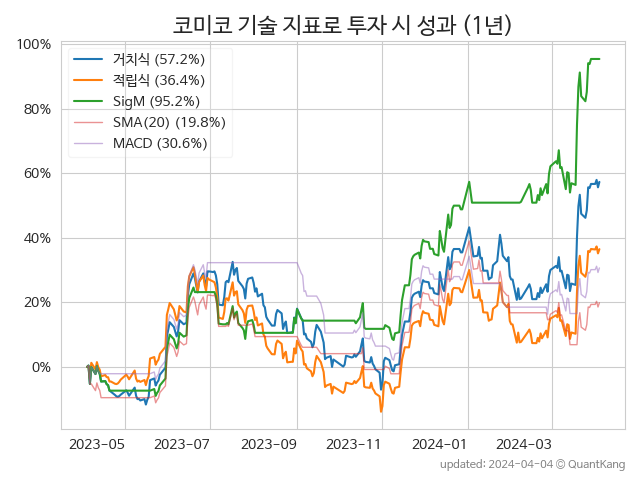 코미코 기술 지표로 투자 시 성과 (1년)
100%
80%
60%
40%
20%
0%
거치식 (57.2%)
적립식 (36.4%)
SigM (95.2%)
SMA(20) (19.8%)
MACD (30.6%)
2023-05
2023-07
2023-09
2023-11
2024-01
2024-03
updated: 2024-04-04 © QuantKang